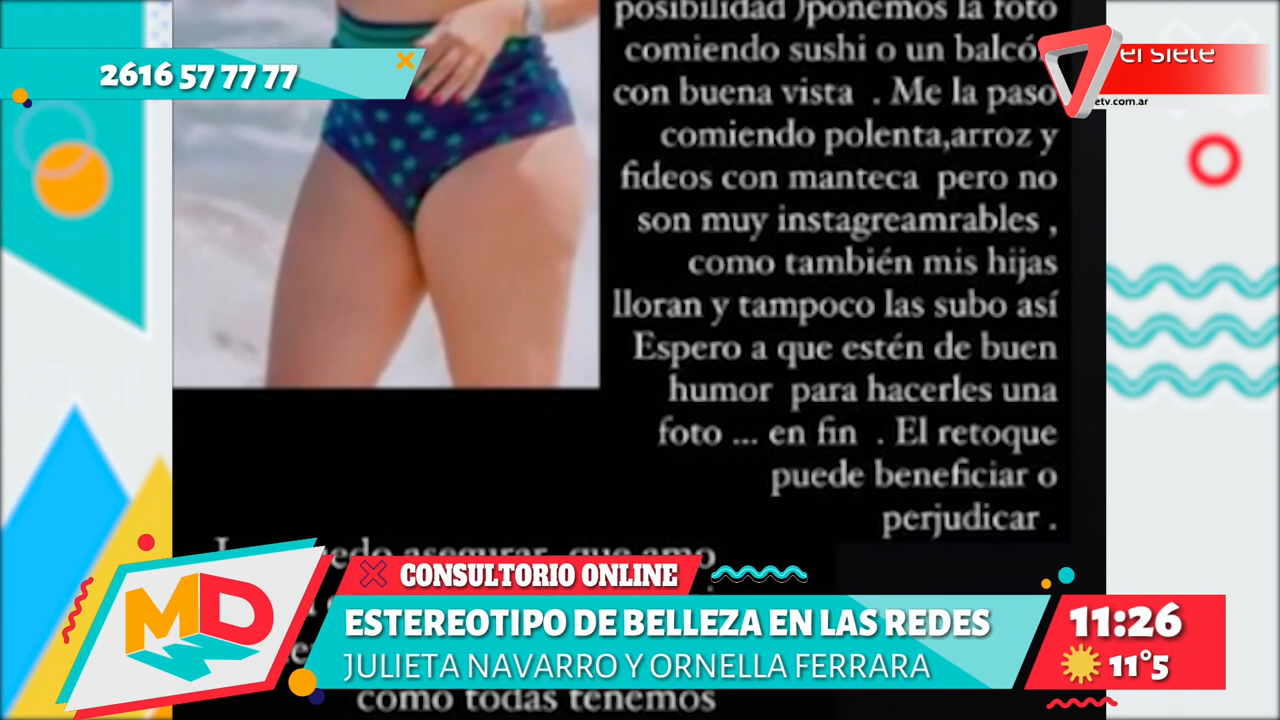 2616 57 77 77
posibilidad )ponemos la foto
comiendo sushi o un balcó
con buena vista . Me la paso
comiendo polenta,arroz y
fideos con manteca pero no
son muy instagreamrables ,
como también mis hijas
lloran y tampoco las subo así
Espero a que estén de buen
humor para hacerles una
foto ... en fin . El retoque
puede beneficiar o
perjudicar .
el siete
etv.com.ar
asegurar que amo
como todas tenemos
MD
CONSULTORIO ONLINE
ESTEREOTIPO DE BELLEZA EN LAS REDES
JULIETA NAVARRO Y ORNELLA FERRARA
11:26
11°5